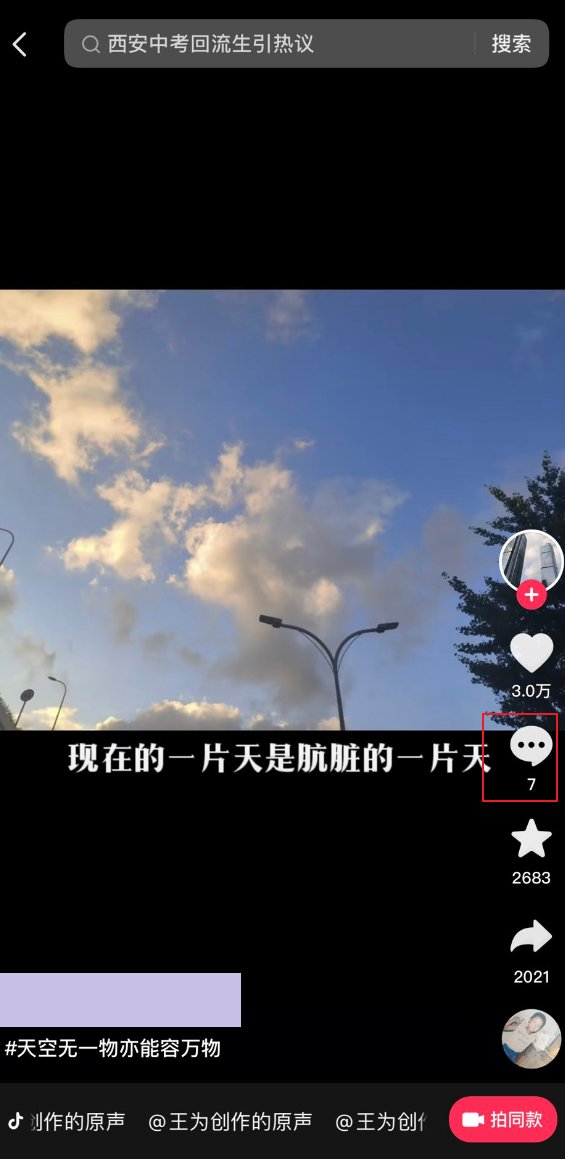 西安中考回流生引热议
搜索
3.0万
现在的一片天是肮脏的一片天
7
2683
2021
#天空无一物亦能容万物
创作的原声 @王为创作的原声 @王为创作
拍同款